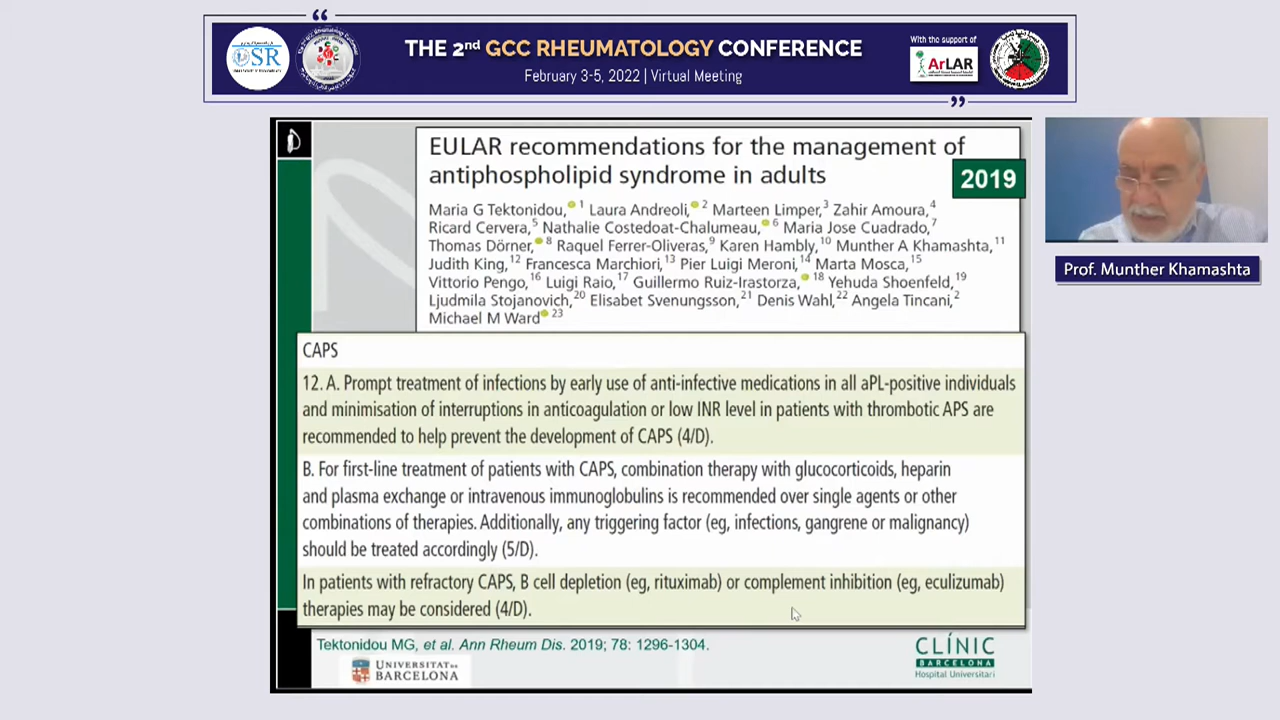 THE 2nd GCC RHEUMATOLOGY CONFERENCE
February 3-5, 2022 | Virtual Meeting
With the support of
OSR
ArLAR
EULAR recommendations for the management of
antiphospholipid syndrome in adults
2019
Maria G Tektonidou, 1 Laura Andreoli, 2 Marteen Limper, 3 Zahir Amoura, 4
Ricard Cervera, 5 Nathalie Costedoat-Chalumeau, 6 Maria Jose Cuadrado, 7
Thomas Dörner, 8 Raquel Ferrer-Oliveras, 9 Karen Hambly, 10 Munther A Khamashta, 11
Judith King, 12 Francesca Marchiori, 13 Pier Luigi Meroni, 14 Marta Mosca, 15
Vittorio Pengo, 16 Luigi Raio, 17 Guillermo Ruiz-Irastorza, 18 Yehuda Shoenfeld, 19
Ljudmila Stojanovich, 20 Elisabet Svenungsson, 21 Denis Wahl, 22 Angela Tincani, 2
Michael M Ward 23
Prof. Munther Khamashta
CAPS
12. A. Prompt treatment of infections by early use of anti-infective medications in all aPL-positive individuals
and minimisation of interruptions in anticoagulation or low INR level in patients with thrombotic APS are
recommended to help prevent the development of CAPS (4/D).
B. For first-line treatment of patients with CAPS, combination therapy with glucocorticoids, heparin
and plasma exchange or intravenous immunoglobulins is recommended over single agents or other
combinations of therapies. Additionally, any triggering factor (eg, infections, gangrene or malignancy)
should be treated accordingly (5/D).
In patients with refractory CAPS, B cell depletion (eg, rituximab) or complement inhibition (eg, eculizumab)
therapies may be considered (4/D).
Tektonidou MG, et al. Ann Rheum Dis. 2019; 78: 1296-1304.
UNIVERSITAT DE
BARCELONA
CLÍNIC
BARCELONA
Hospital Universitari